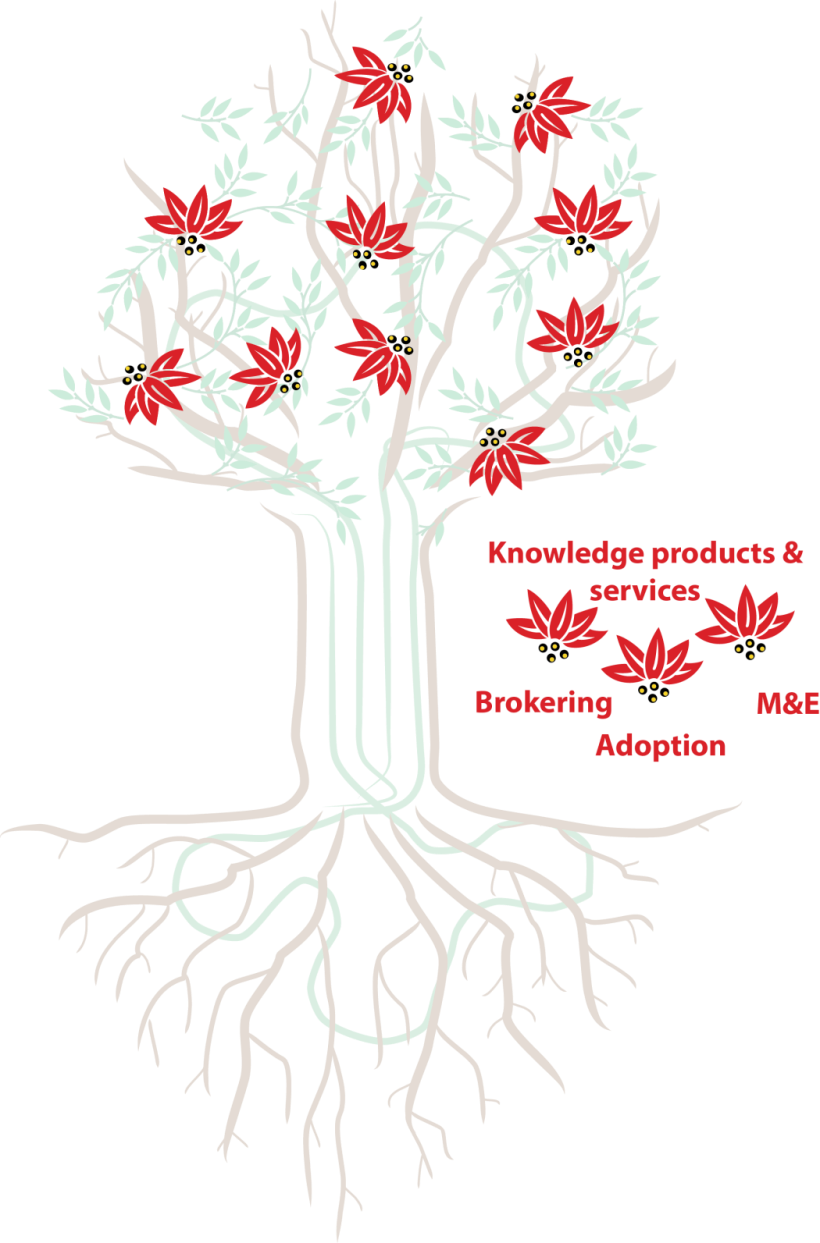 Knowledge products &
services
Brokering
M&E
Adoption